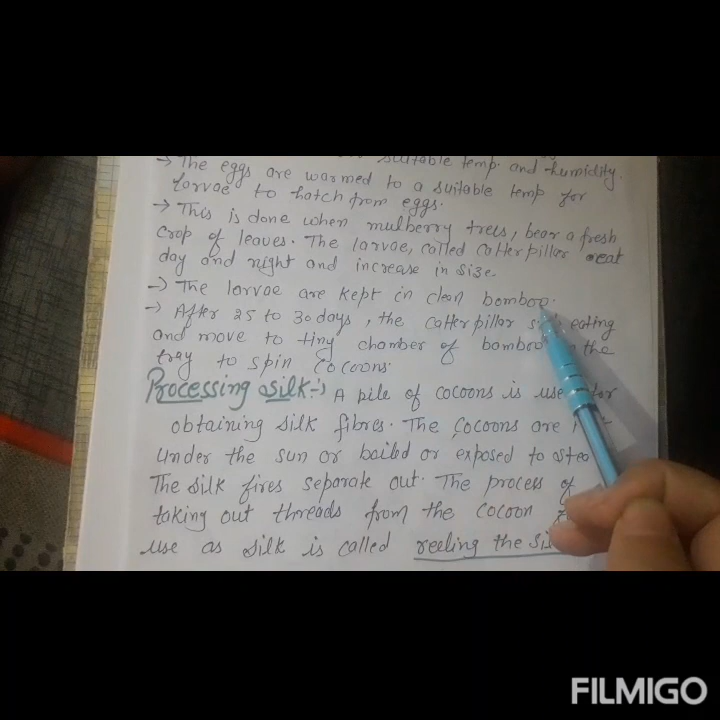 suitable temp. and humidity.
→ The eggs are warmed to a suitable temp for
larvae to hatch from eggs.
→ This is done when mulberry trees, bear a fresh
crop of leaves. The larvae, called catterpillar eat
day and night and increase in size.
→ The larvae are kept in clean bamboo.
→ After 25 to 30 days, the catterpillar eating
and move to tiny chamber of bamboo the
tray to spin cocoons.
Processing silk:→ A pile of cocoons is use for
obtaining silk fibres. The cocoons are
under the sun or boiled or exposed to
The silk fires separate out. The process of
taking out threads from the cocoon
use as silk is called reeling the
FILMIGO